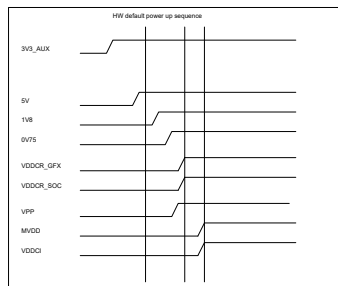 HW default power up sequence
3V3_AUX
5V
1V8
0V75
VDDCR_GFX
VDDCR_SOC
VPP
MVDD
VDDCI